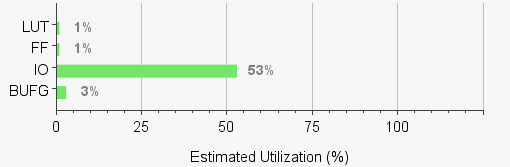 LUT 1%
FF 1%
IO 53%
BUFG 3%
0 25 50 75 100
Estimated Utilization (%)